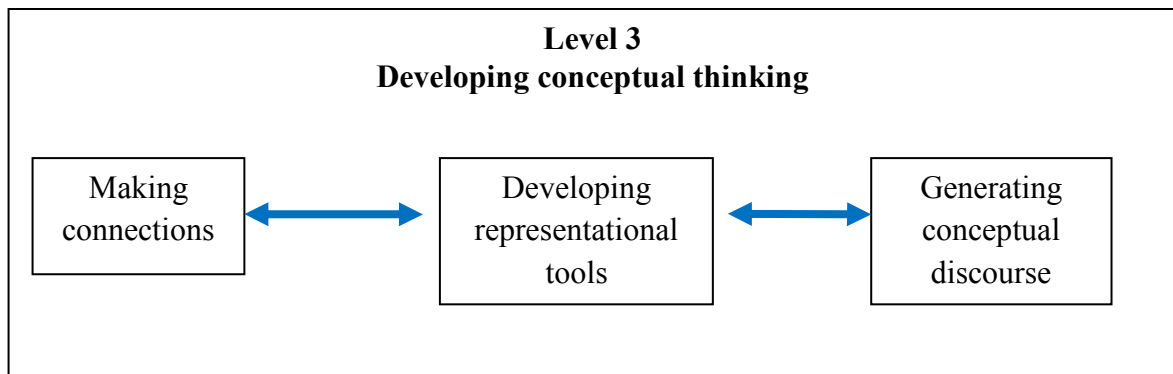 Level 3
Developing conceptual thinking
Making
connections
Developing
representational
tools
Generating
conceptual
discourse